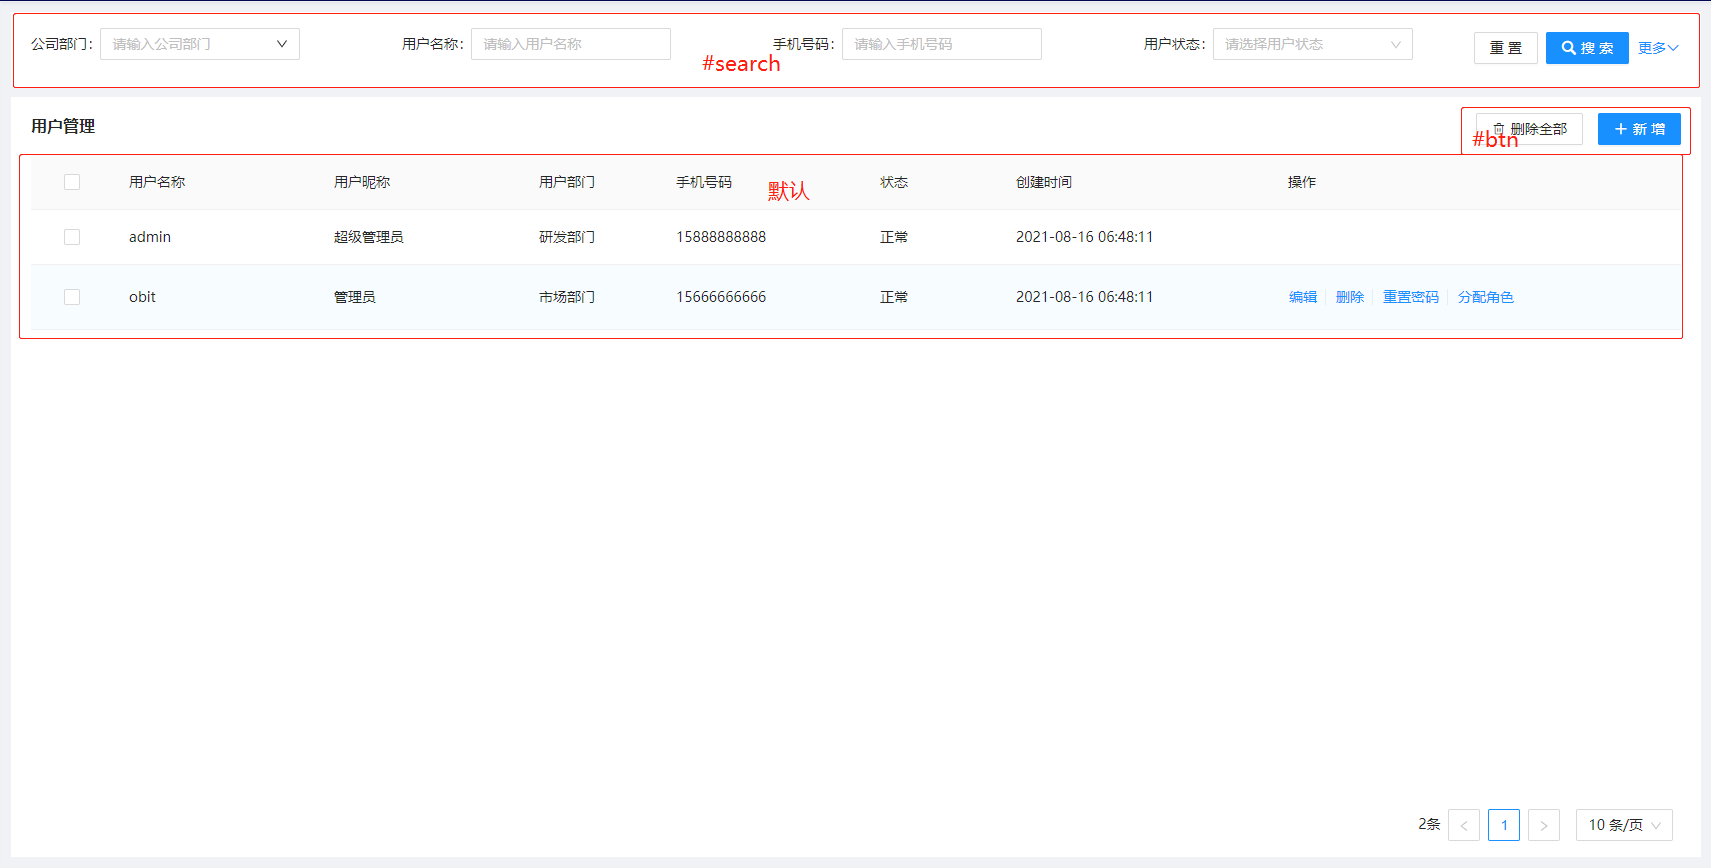 公司部门： 请输入公司部门 用户名称： 请输入用户名称 手机号码： 请输入手机号码 用户状态： 请选择用户状态 重 置 搜 索 更多
#search
用户管理 删除全部 新 增
#btn
用户名称 用户昵称 用户部门 手机号码 状态 创建时间 操作
默认
admin 超级管理员 研发部门 15888888888 正常 2021-08-16 06:48:11
obit 管理员 市场部门 15666666666 正常 2021-08-16 06:48:11 编辑 删除 重置密码 分配角色
2条 < 1 > 10 条/页